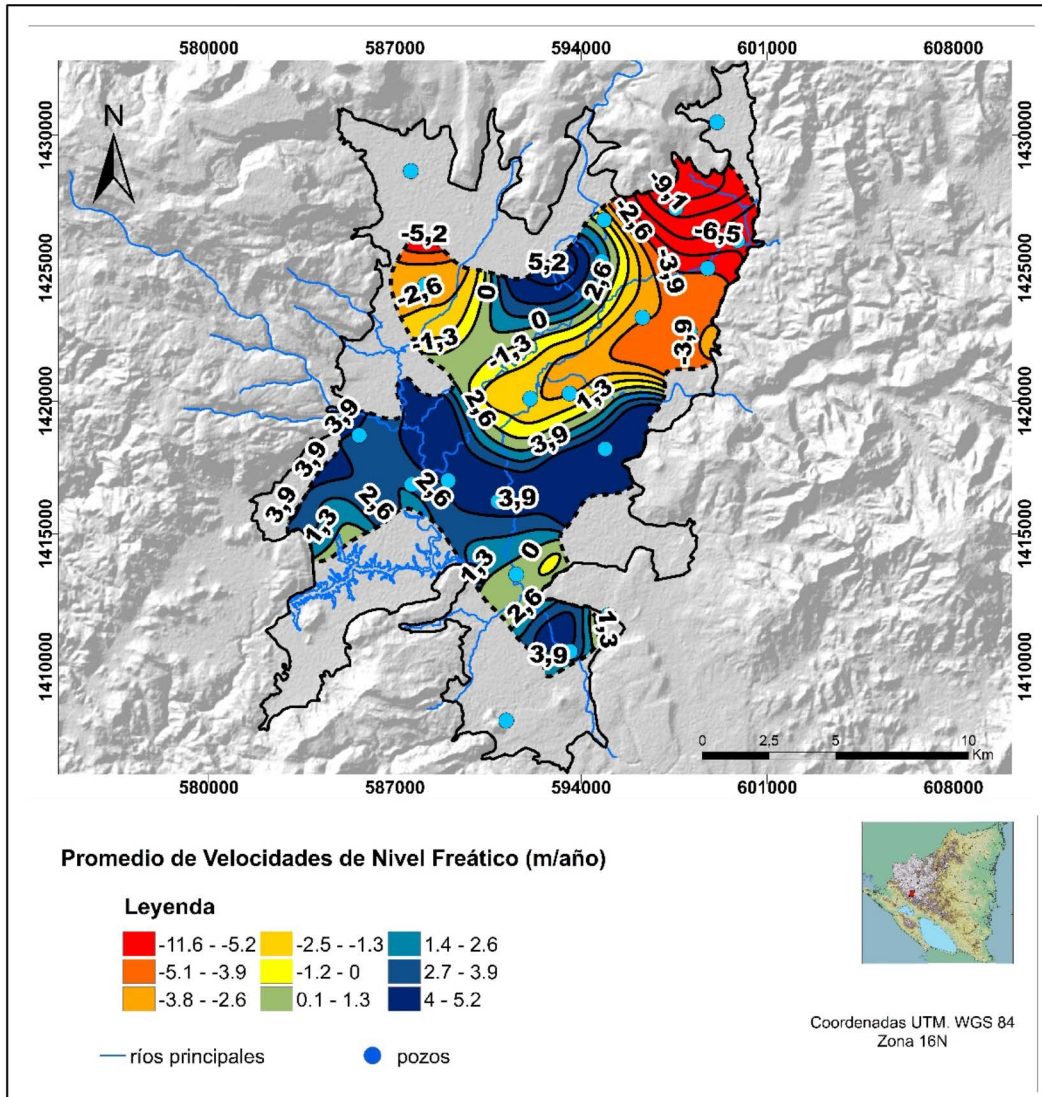 580000 587000 594000 601000 608000
N
1430000 1430000
-9,1
-2,6
-5,2 -6,5
5,2 2,6 -3,9
1425000 1425000
-2,6 0
0
-1,3 -1,3 -3,9
1420000 1420000
2,6 1,3
3,9 3,9
3,9
3,9 2,6 2,6 3,9
1,3
1415000 1415000
0
1,3
2,6 1,3
3,9
1410000 1410000
0 2,5 5 10
Km
580000 587000 594000 601000 608000
Promedio de Velocidades de Nivel Freático (m/año)
Leyenda
-11.6 - -5.2 -2.5 - -1.3 1.4 - 2.6
-5.1 - -3.9 -1.2 - 0 2.7 - 3.9
-3.8 - -2.6 0.1 - 1.3 4 - 5.2
ríos principales pozos
Coordenadas UTM. WGS 84
Zona 16N